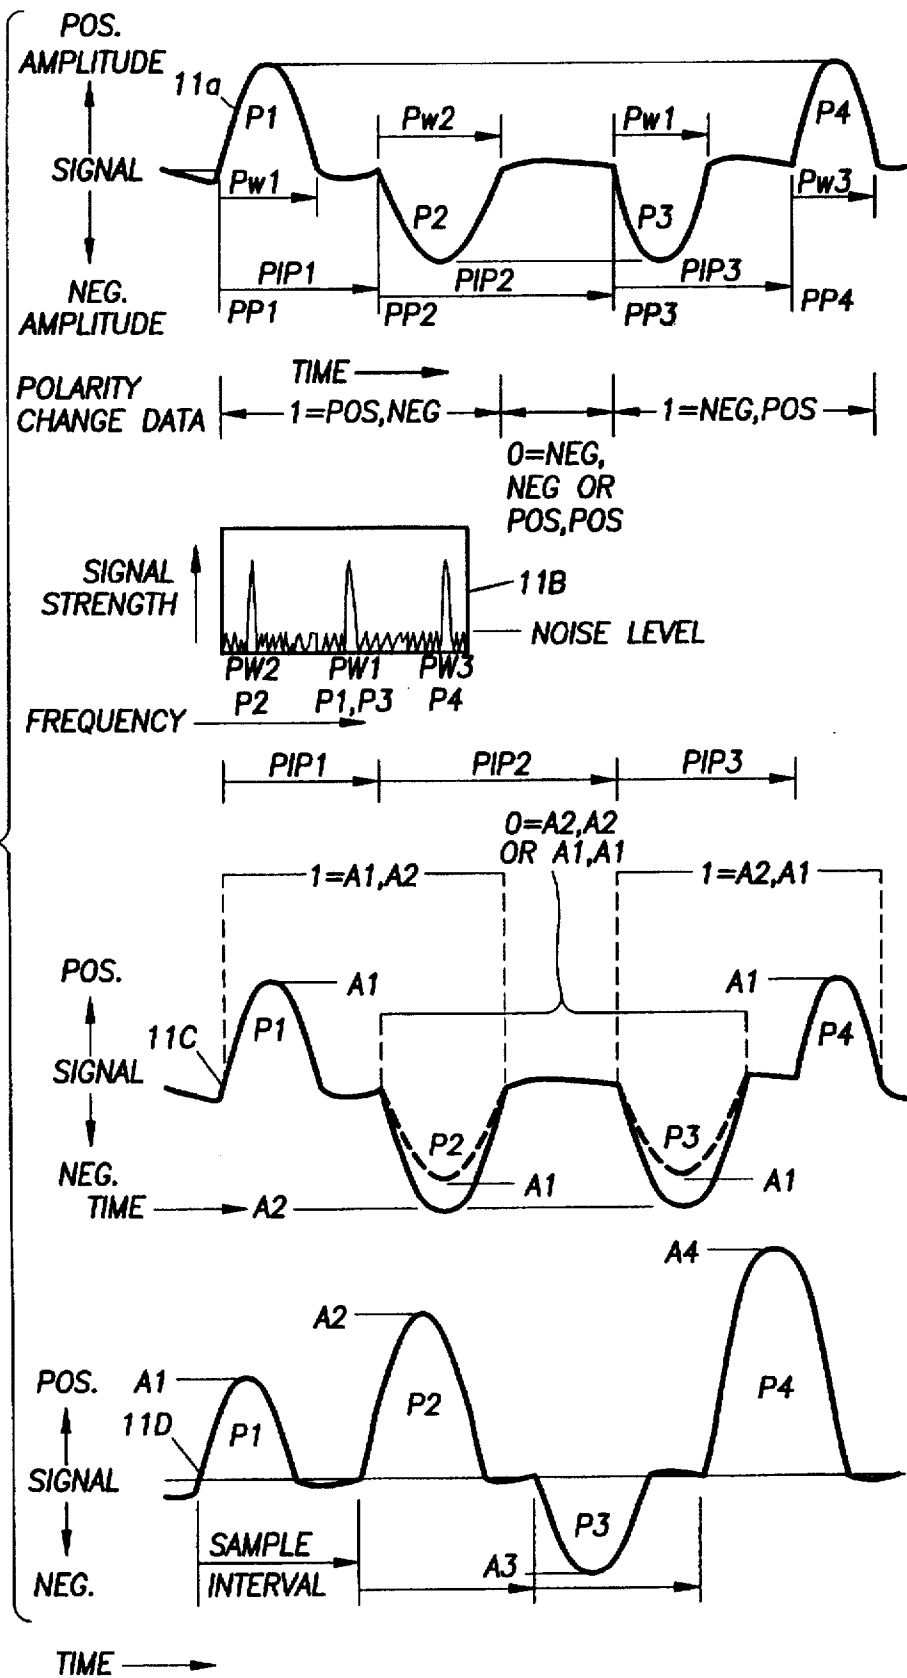 POS.
AMPLITUDE
11a
P1
Pw2
Pw1
P4
SIGNAL
Pw1
P2
P3
Pw3
PIP1
PIP2
PIP3
NEG.
AMPLITUDE
PP1
PP2
PP3
PP4
TIME
POLARITY
CHANGE DATA
1=POS,NEG
1=NEG,POS
0=NEG,
NEG OR
POS,POS
SIGNAL
STRENGTH
11B
NOISE LEVEL
PW2 PW1 PW3
P2 P1,P3 P4
FREQUENCY
PIP1 PIP2 PIP3
0=A2,A2
OR A1,A1
1=A1,A2
1=A2,A1
POS.
A1
A1
11C
P1
P4
SIGNAL
P2
P3
NEG.
A1
A1
TIME
A2
A4
A2
POS.
A1
P2
P4
11D
P1
SIGNAL
SAMPLE
INTERVAL
P3
A3
NEG.
TIME